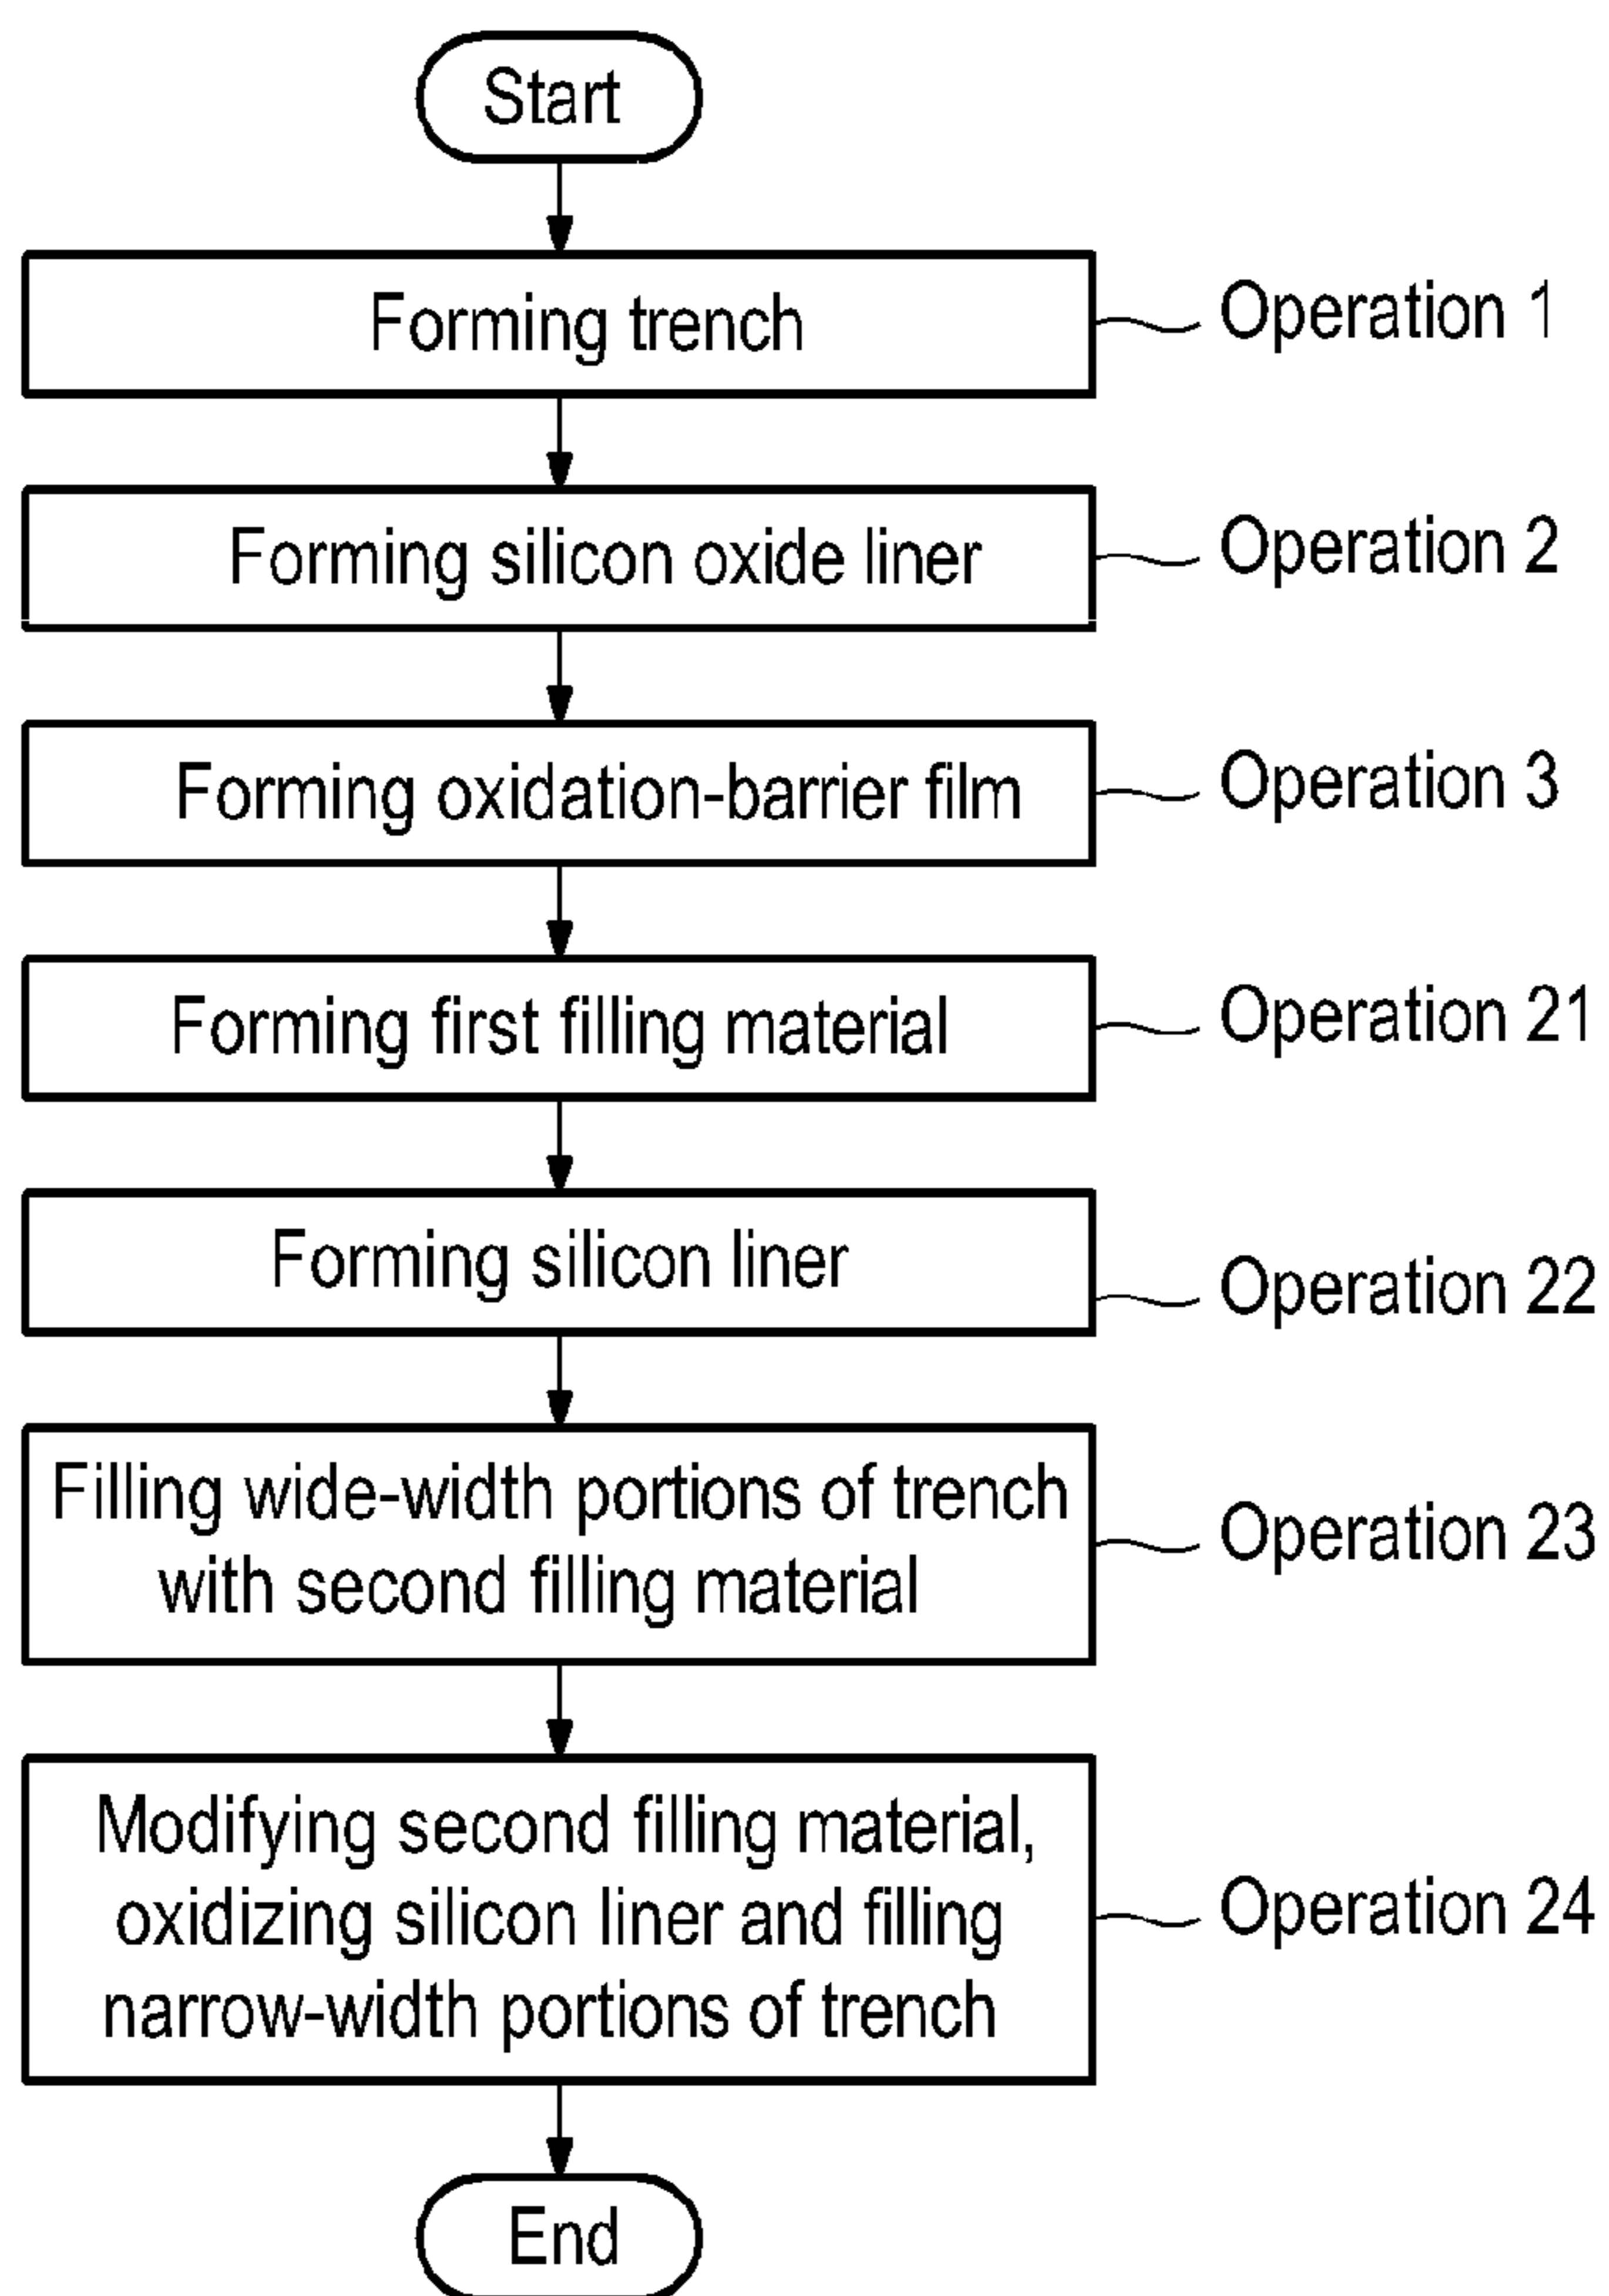 Start
Forming trench
Operation 1
Forming silicon oxide liner
Operation 2
Forming oxidation-barrier film
Operation 3
Forming first filling material
Operation 21
Forming silicon liner
Operation 22
Filling wide-width portions of trench
with second filling material
Operation 23
Modifying second filling material,
oxidizing silicon liner and filling
narrow-width portions of trench
Operation 24
End